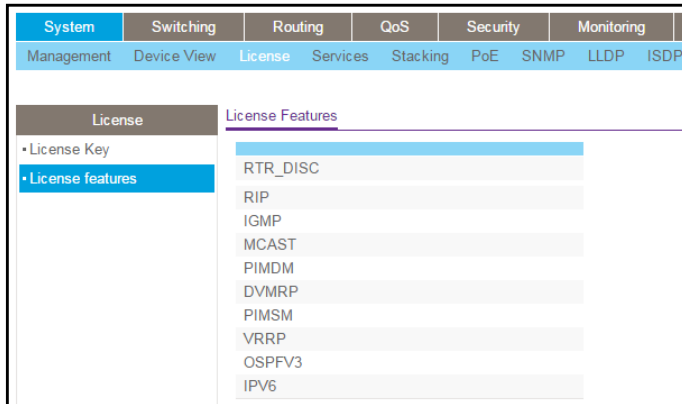 System Switching Routing QoS Security Monitoring
Management Device View License Services Stacking PoE SNMP LLDP ISDP
License
License Features
License Key
License features
RTR_DISC
RIP
IGMP
MCAST
PIMDM
DVMRP
PIMSM
VRRP
OSPFV3
IPV6